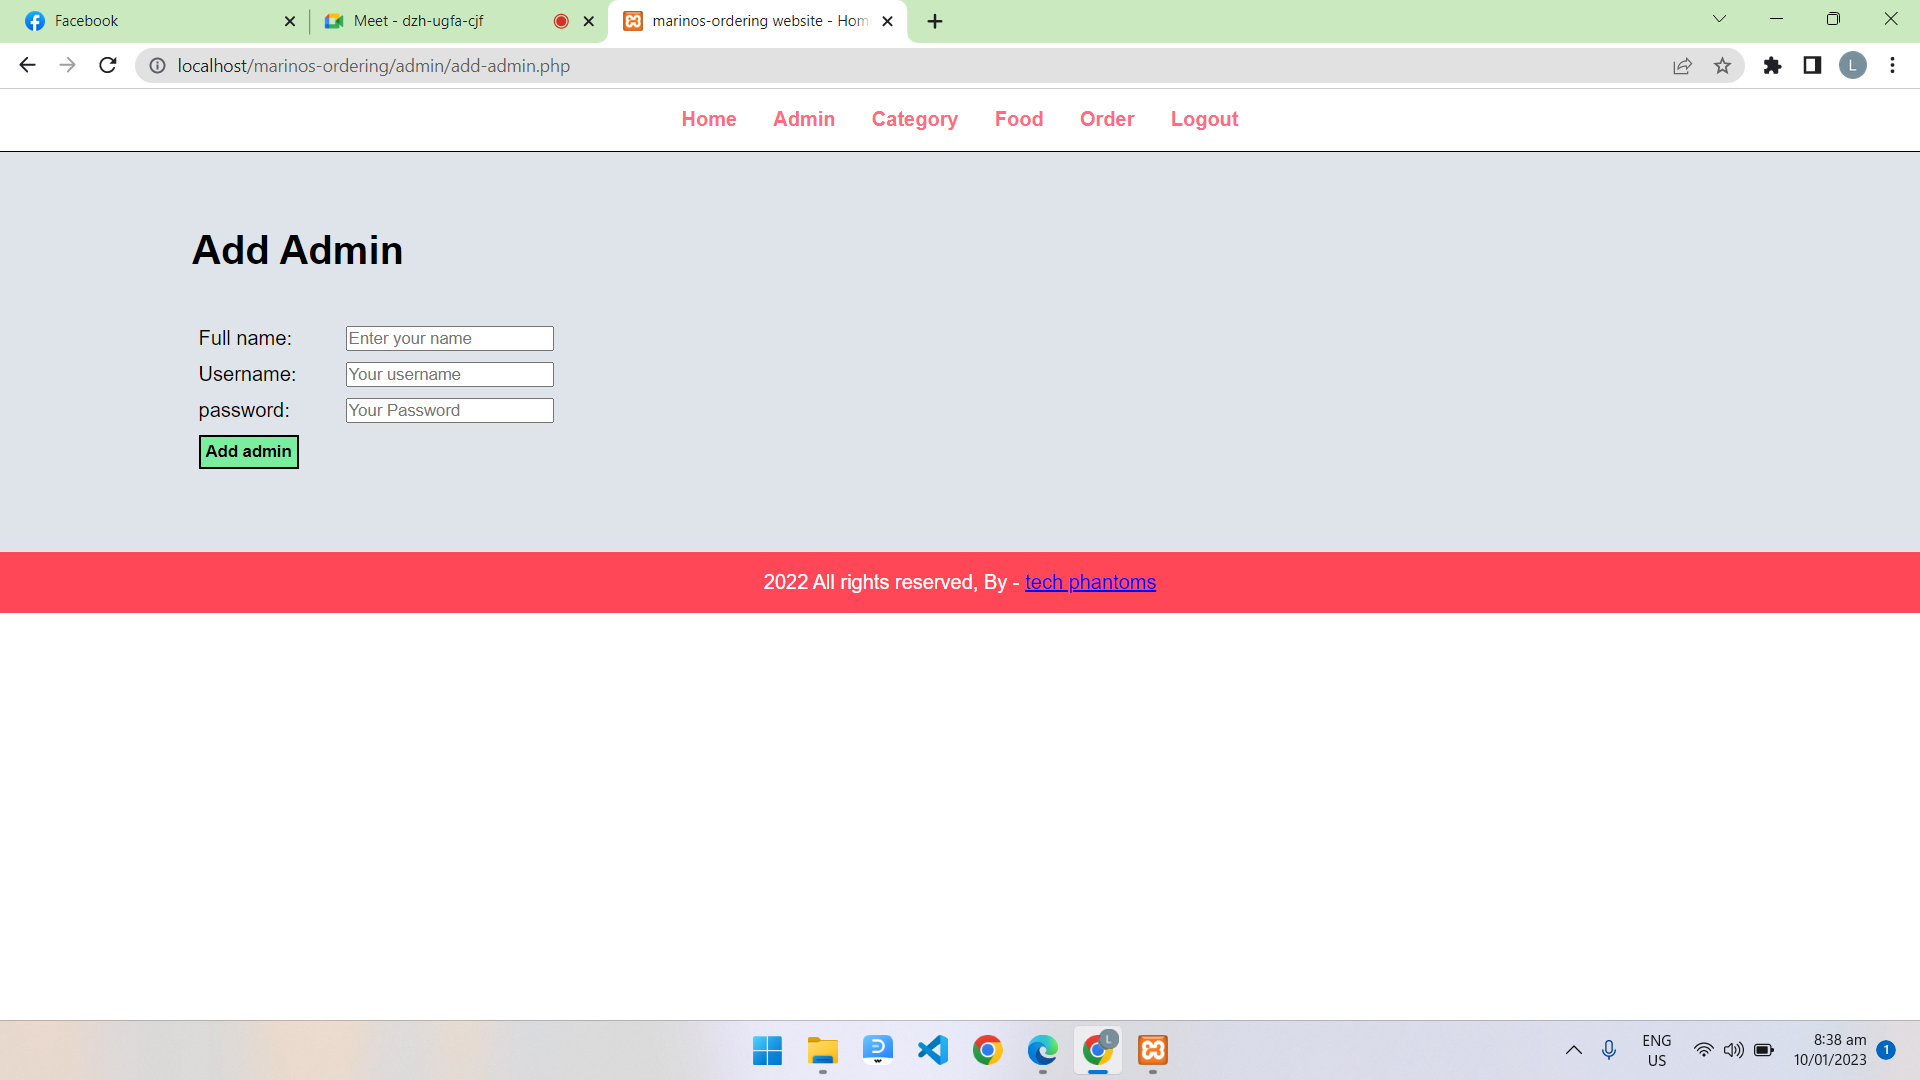 Facebook
Meet - dzh-ugfa-cjf
marinos-ordering website - Hom
localhost/marinos-ordering/admin/add-admin.php
L
Home Admin Category Food Order Logout
Add Admin
Full name: Enter your name
Username: Your username
password: Your Password
Add admin
2022 All rights reserved, By - tech phantoms
L
ENG
US
8:38 am
10/01/2023
1